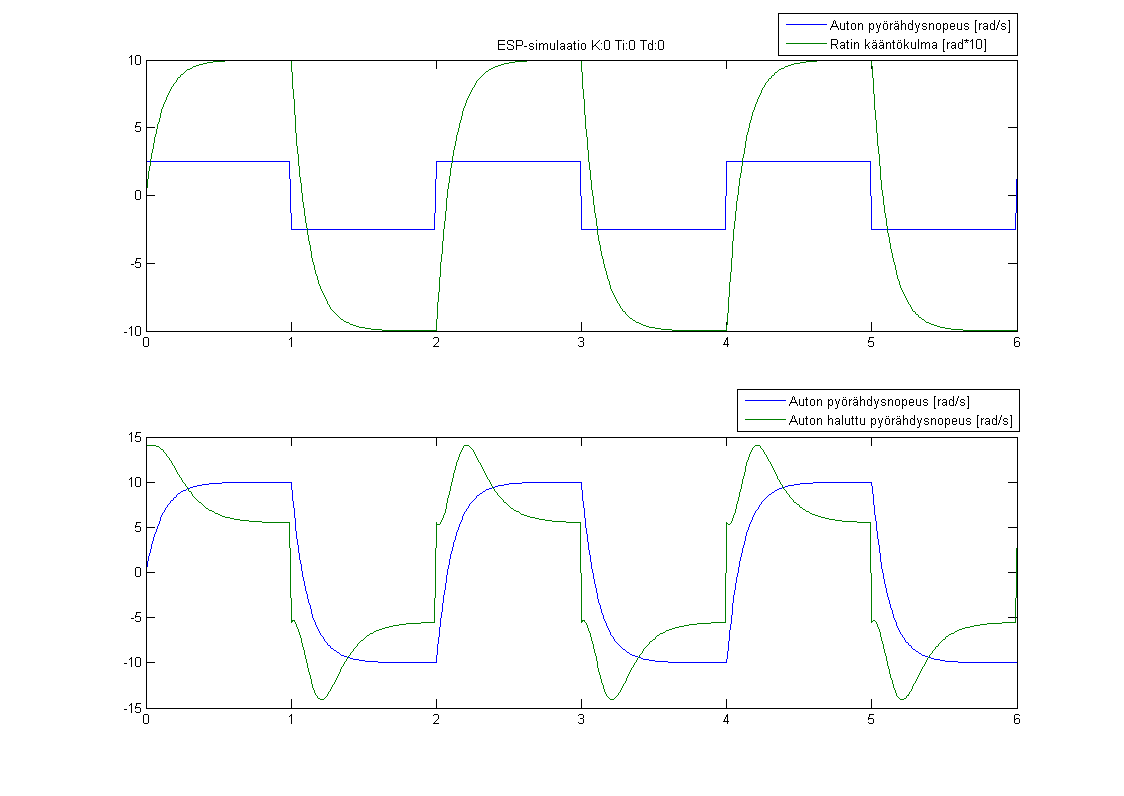 ESP-simulaatio K:0 Ti:0 Td:0
Auton pyörähdysnopeus [rad/s]
Ratin kääntökulma [rad*10]
10
5
0
-5
-10
0 1 2 3 4 5 6
Auton pyörähdysnopeus [rad/s]
Auton haluttu pyörähdysnopeus [rad/s]
15
10
5
0
-5
-10
-15
0 1 2 3 4 5 6